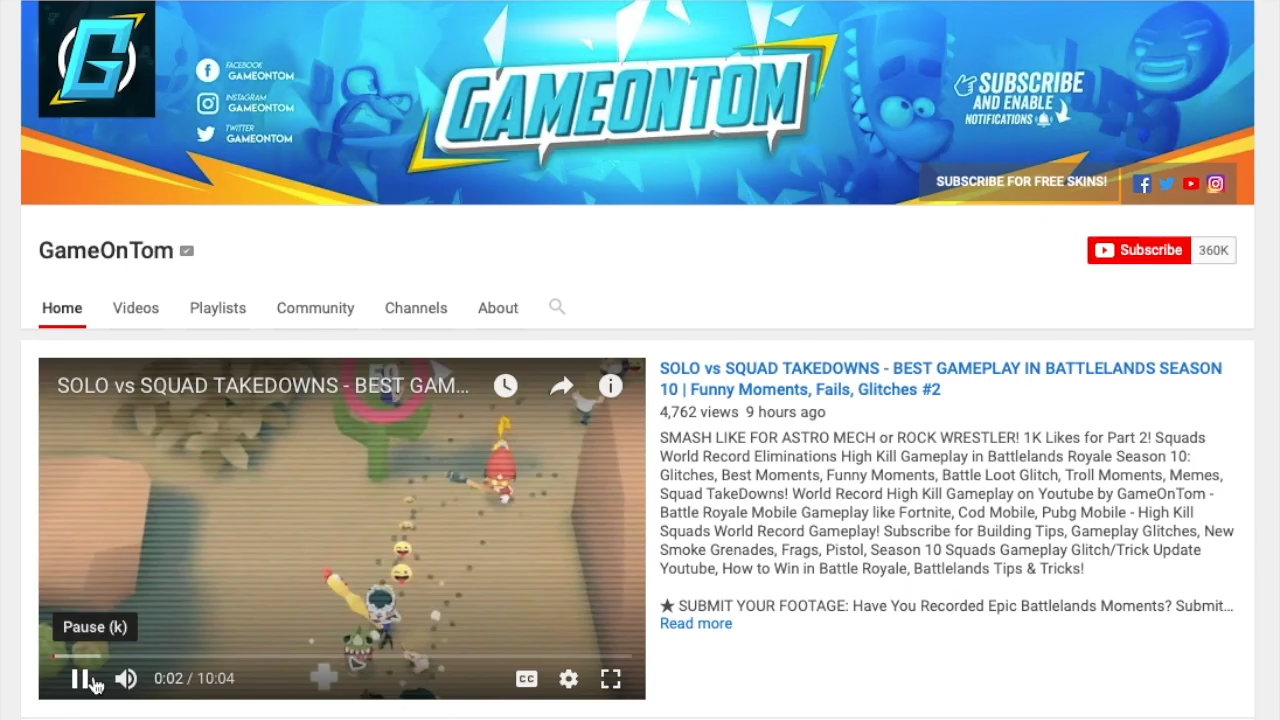 G
FACEBOOK
GAMEONTOM
INSTAGRAM
GAMEONTOM
TWITTER
GAMEONTOM
GAMEONTOM
SUBSCRIBE
AND ENABLE
NOTIFICATIONS
SUBSCRIBE FOR FREE SKINS!
GameOnTom
Subscribe 360K
Home Videos Playlists Community Channels About
SOLO vs SQUAD TAKEDOWNS - BEST GAM...
50
Pause (k)
0:02 / 10:04
CC
SOLO vs SQUAD TAKEDOWNS - BEST GAMEPLAY IN BATTLELANDS SEASON
10 | Funny Moments, Fails, Glitches #2
4,762 views 9 hours ago
SMASH LIKE FOR ASTRO MECH or ROCK WRESTLER! 1K Likes for Part 2! Squads
World Record Eliminations High Kill Gameplay in Battlelands Royale Season 10:
Glitches, Best Moments, Funny Moments, Battle Loot Glitch, Troll Moments, Memes,
Squad TakeDowns! World Record High Kill Gameplay on Youtube by GameOnTom -
Battle Royale Mobile Gameplay like Fortnite, Cod Mobile, Pubg Mobile - High Kill
Squads World Record Gameplay! Subscribe for Building Tips, Gameplay Glitches, New
Smoke Grenades, Frags, Pistol, Season 10 Squads Gameplay Glitch/Trick Update
Youtube, How to Win in Battle Royale, Battlelands Tips & Tricks!
★ SUBMIT YOUR FOOTAGE: Have You Recorded Epic Battlelands Moments? Submit...
Read more